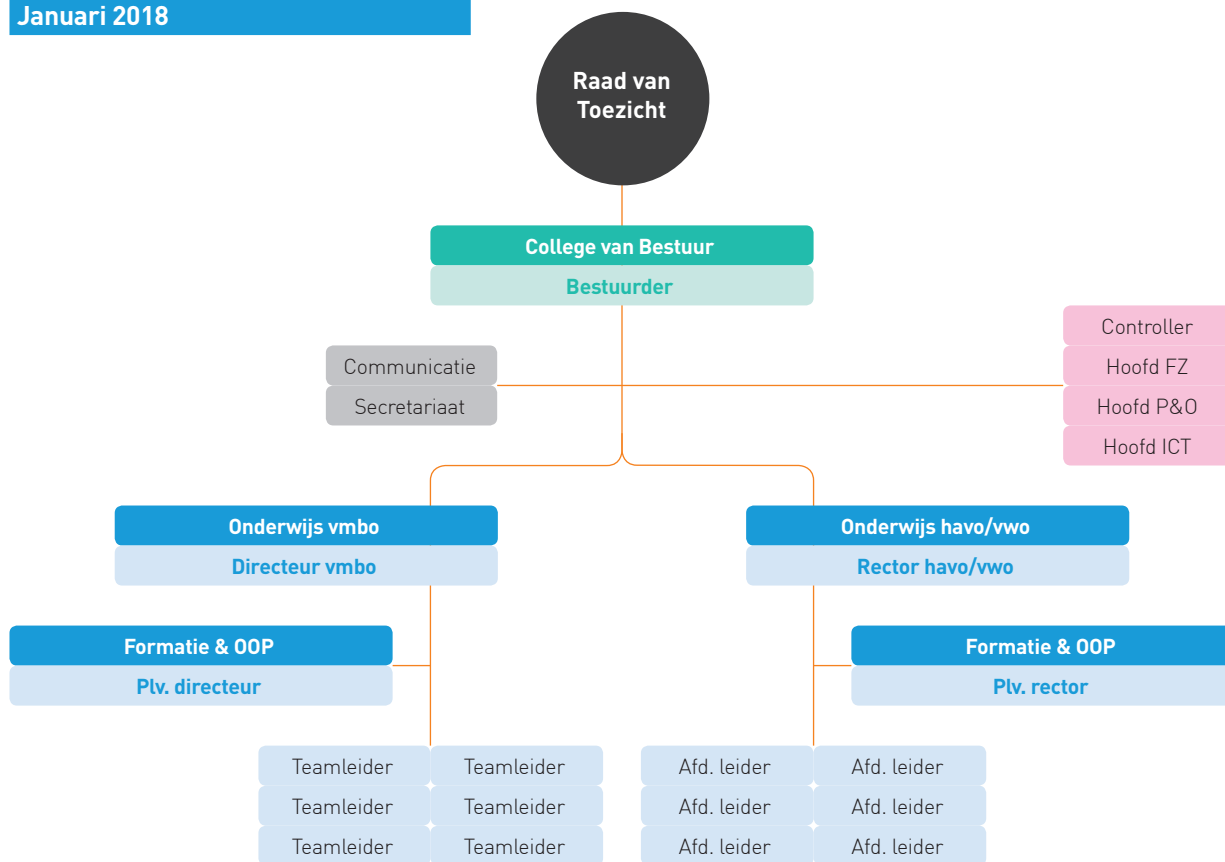 Januari 2018
Raad van
Toezicht
College van Bestuur
Bestuurder
Communicatie
Secretariaat
Controller
Hoofd FZ
Hoofd P&O
Hoofd ICT
Onderwijs vmbo
Directeur vmbo
Onderwijs havo/vwo
Rector havo/vwo
Formatie & OOP
Plv. directeur
Formatie & OOP
Plv. rector
Teamleider Teamleider
Teamleider Teamleider
Teamleider Teamleider
Afd. leider Afd. leider
Afd. leider Afd. leider
Afd. leider Afd. leider